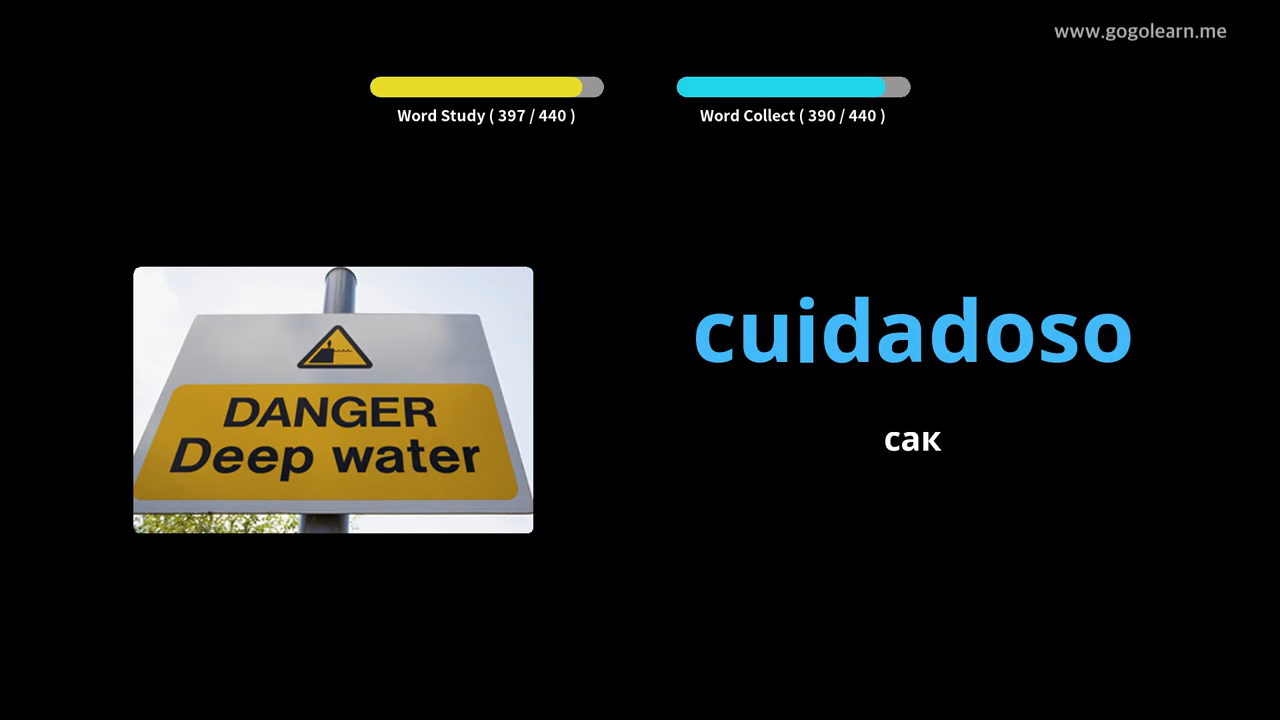 www.gogolearn.me
Word Study ( 397 / 440 )
Word Collect ( 390 / 440 )
DANGER
Deep water
cuidadoso
сак